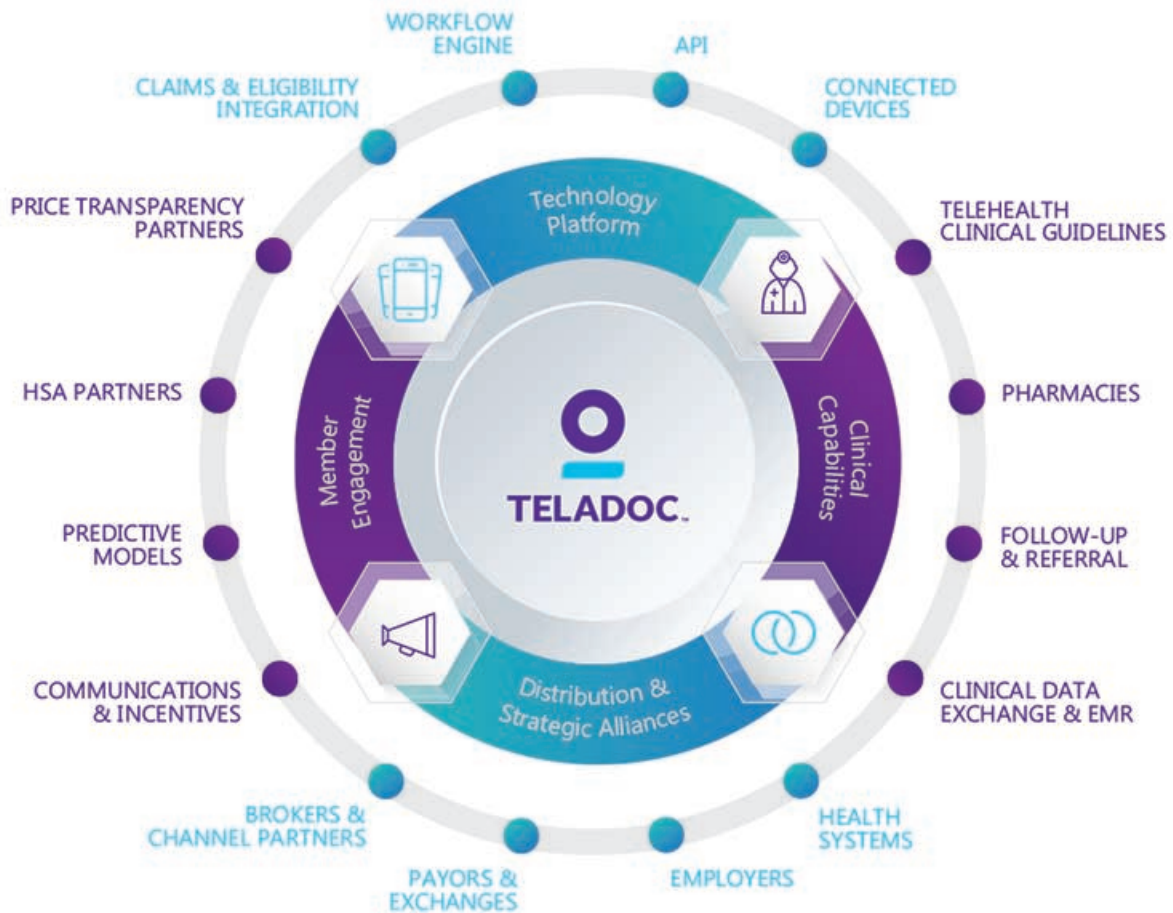 WORKFLOW
ENGINE
API
CLAIMS & ELIGIBILITY
INTEGRATION
CONNECTED
DEVICES
PRICE TRANSPARENCY
PARTNERS
Technology
Platform
TELEHEALTH
CLINICAL GUIDELINES
HSA PARTNERS
Member
Engagement
TELADOC™
Clinical
Capabilities
PHARMACIES
PREDICTIVE
MODELS
FOLLOW-UP
& REFERRAL
COMMUNICATIONS
& INCENTIVES
Distribution &
Strategic Alliances
CLINICAL DATA
EXCHANGE & EMR
BROKERS &
CHANNEL PARTNERS
HEALTH
SYSTEMS
PAYORS &
EXCHANGES
EMPLOYERS